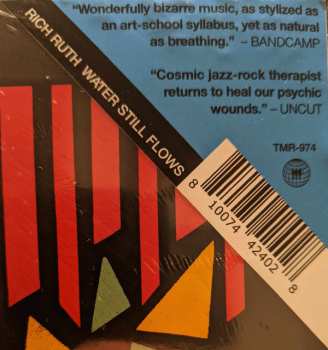 “Wonderfully bizarre music, as stylized as
an art-school syllabus, yet as natural
as breathing.” – BANDCAMP
“Cosmic jazz-rock therapist
returns to heal our psychic
wounds.” – UNCUT
RICH RUTH WATER STILL FLOWS
TMR-974
8 10074 42402 8